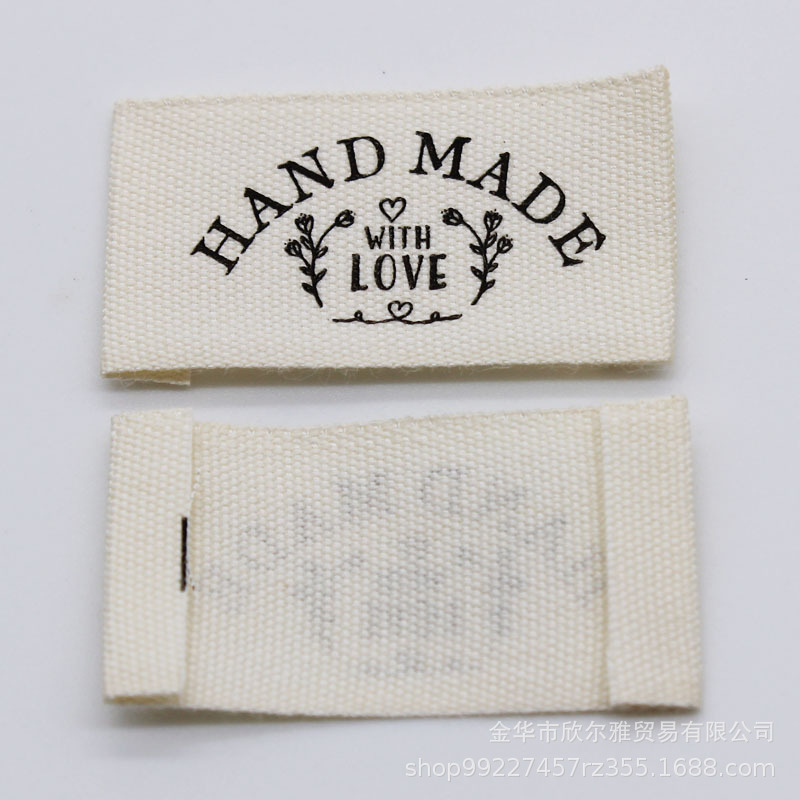 HAND MADE
WITH
LOVE
金华市欣尔雅贸易有限公司
shop99227457rz355.1688.com